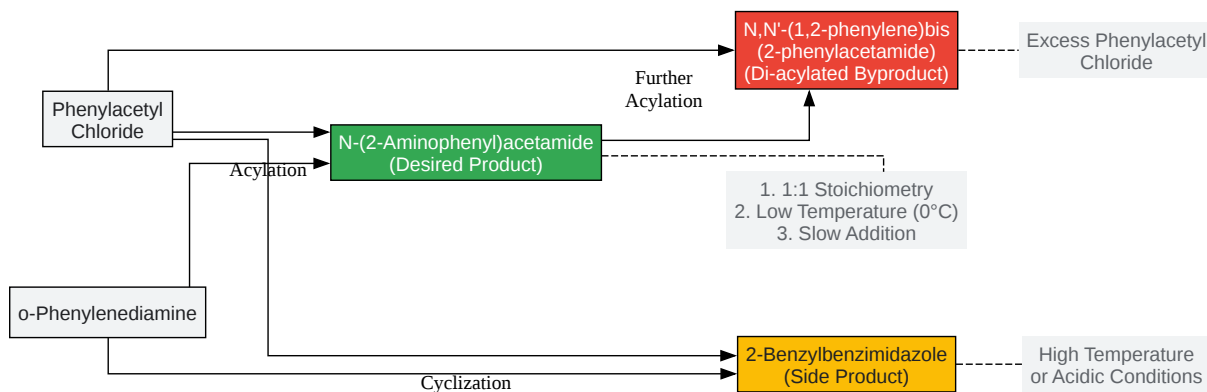 N,N'-(1,2-phenylene)bis
(2-phenylacetamide)
(Di-acylated Byproduct)
Excess Phenylacetyl
Chloride
Further
Acylation
Phenylacetyl
Chloride
N-(2-Aminophenyl)acetamide
(Desired Product)
Acylation
1. 1:1 Stoichiometry
2. Low Temperature (0°C)
3. Slow Addition
o-Phenylenediamine
2-Benzylbenzimidazole
(Side Product)
High Temperature
or Acidic Conditions
Cyclization